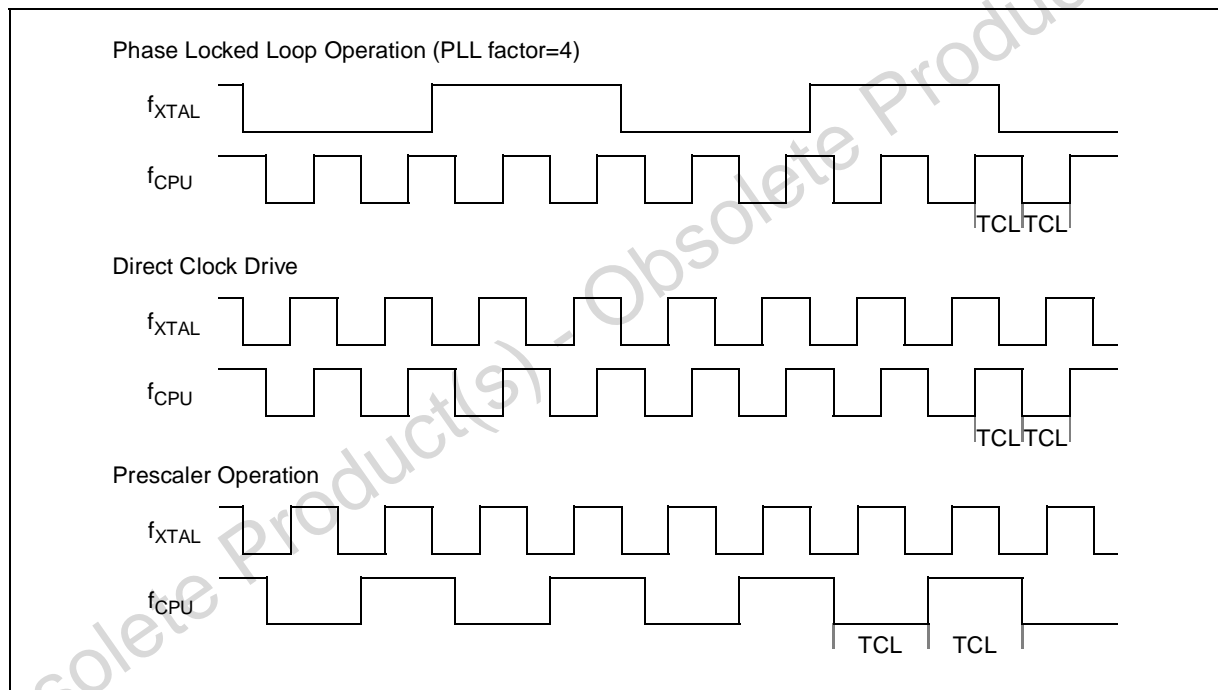 Phase Locked Loop Operation (PLL factor=4)
fXTAL
fCPU
TCL TCL
Direct Clock Drive
fXTAL
fCPU
TCL TCL
Prescaler Operation
fXTAL
fCPU
TCL TCL
solete Product(s) - Obsolete Product